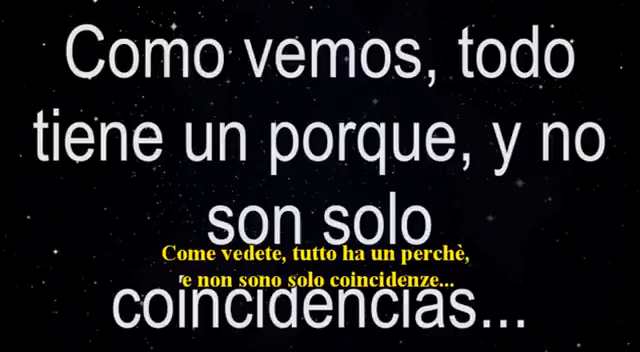 Como vemos, todo
tiene un porque, y no
son solo
Come vedete, tutto ha un perchè,
e non sono solo coincidenze...
coincidencias...